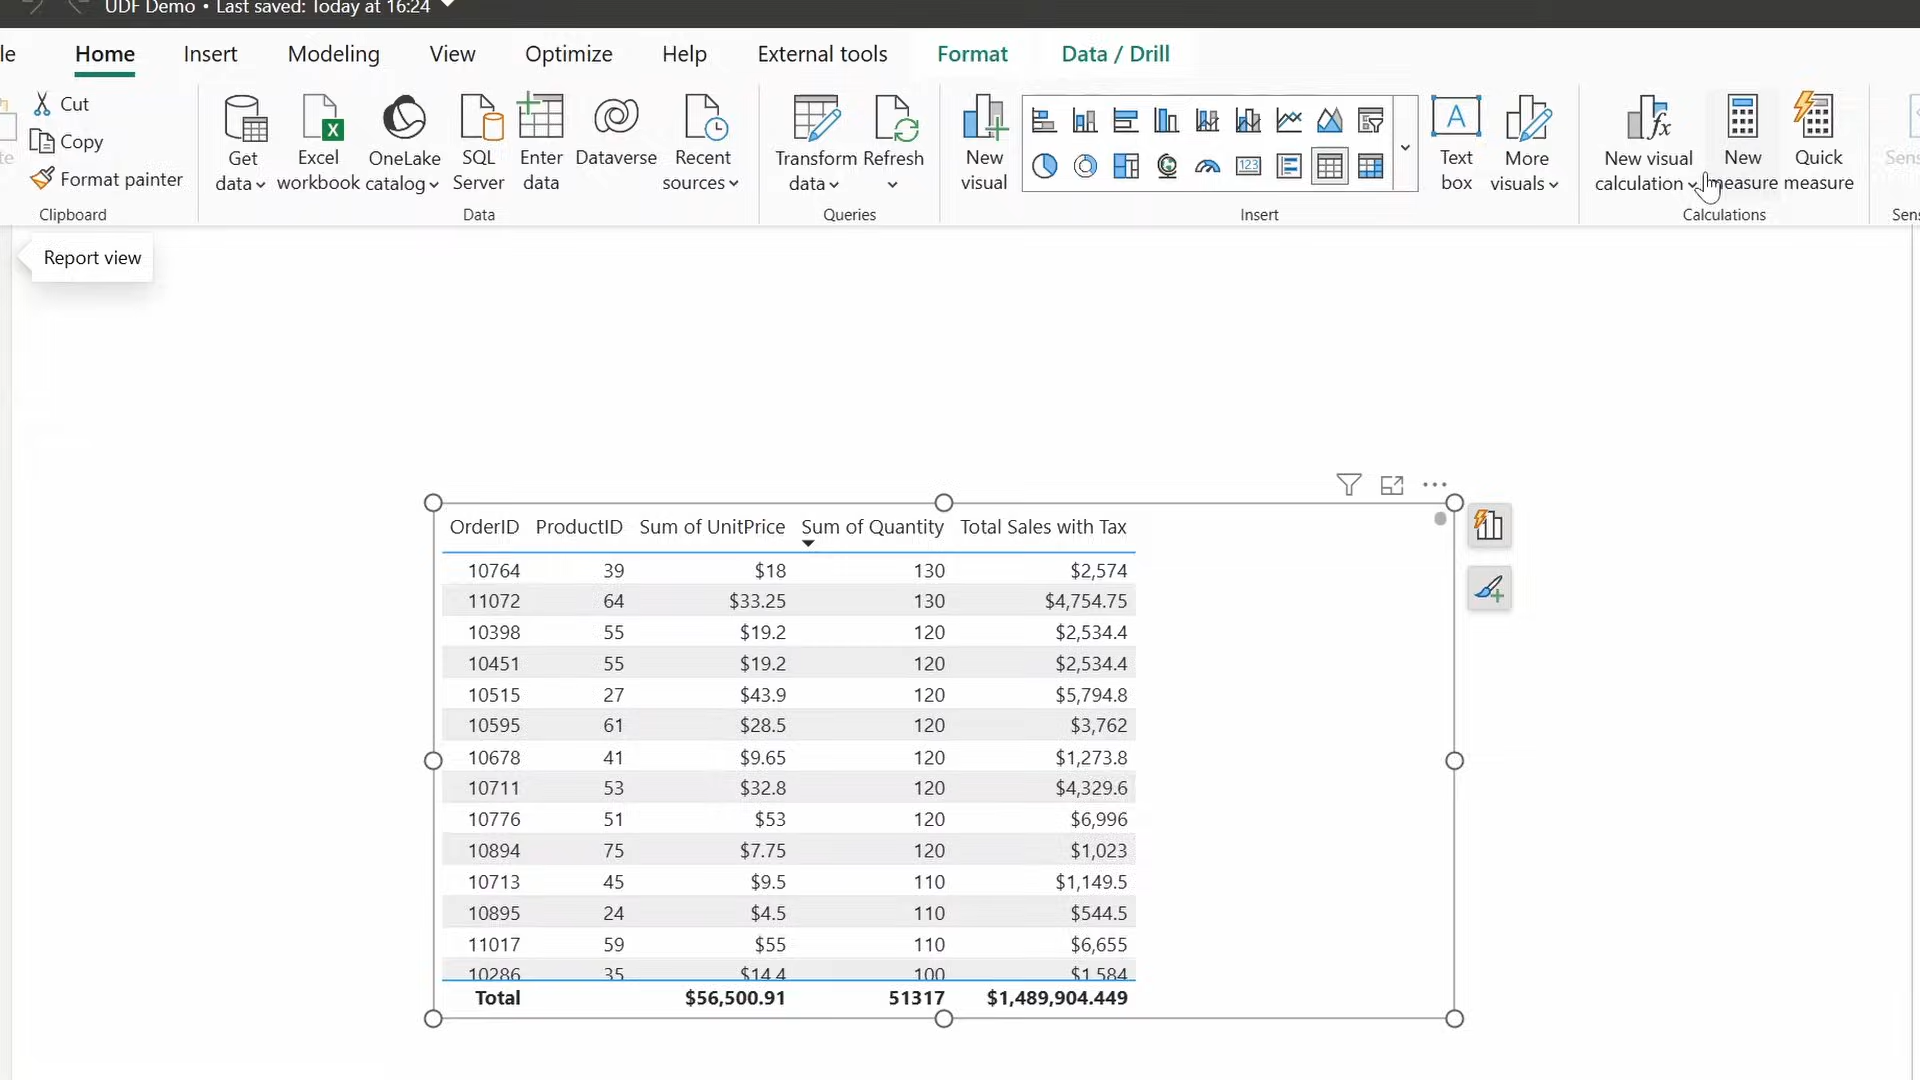 UDF Demo • Last saved: Today at 16:24
le Home Insert Modeling View Optimize Help External tools Format Data / Drill
Cut
Copy
Format painter
Clipboard
Get data
Excel workbook
OneLake catalog
SQL Server
Enter data
Dataverse
Recent sources
Data
Transform data
Refresh
Queries
New visual
123
Insert
A
Text box
More visuals
New visual calculation
New measure
Quick measure
Calculations
Sens
Sens
Report view
OrderID ProductID Sum of UnitPrice Sum of Quantity Total Sales with Tax
10764 39 $18 130 $2,574
11072 64 $33.25 130 $4,754.75
10398 55 $19.2 120 $2,534.4
10451 55 $19.2 120 $2,534.4
10515 27 $43.9 120 $5,794.8
10595 61 $28.5 120 $3,762
10678 41 $9.65 120 $1,273.8
10711 53 $32.8 120 $4,329.6
10776 51 $53 120 $6,996
10894 75 $7.75 120 $1,023
10713 45 $9.5 110 $1,149.5
10895 24 $4.5 110 $544.5
11017 59 $55 110 $6,655
10286 35 $14.4 100 $1,584
Total $56,500.91 51317 $1,489,904.449